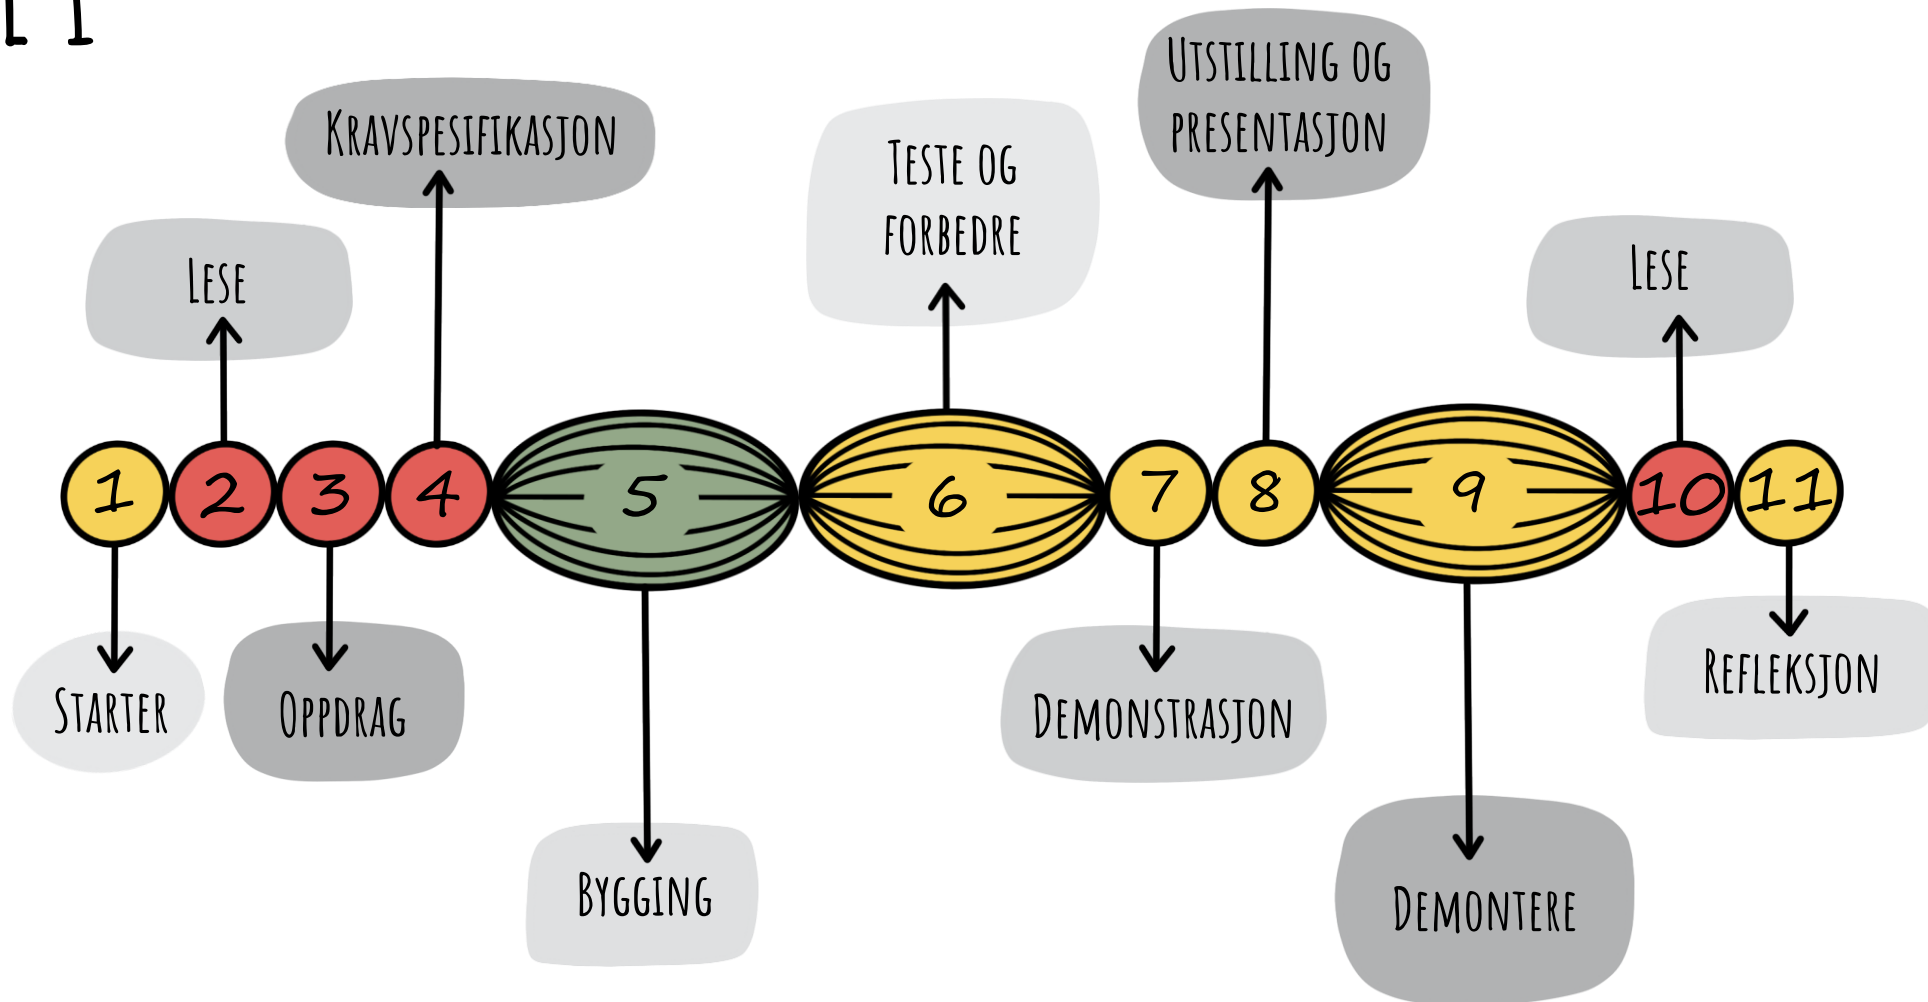 Kravspesifikasjon
Lese
Teste og
forbedre
Utstilling og
presentasjon
Lese
1
2
3
4
5
6
7
8
9
10
11
Starter
Oppdrag
Bygging
Demonstrasjon
Demontere
Refleksjon